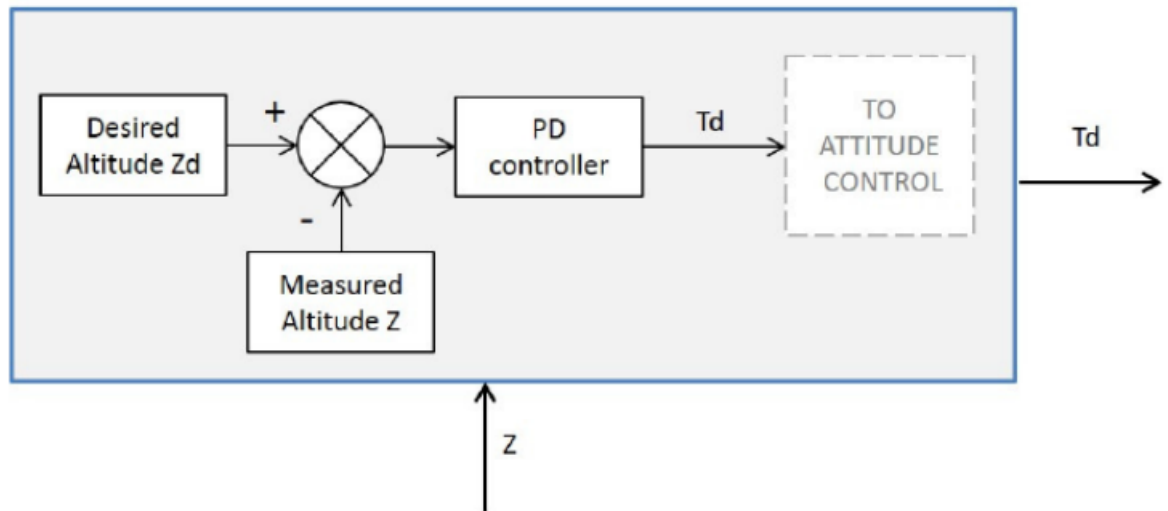 Desired
Altitude Zd
+
-
Measured
Altitude Z
PD
controller
Td
TO
ATTITUDE
CONTROL
Td
Z